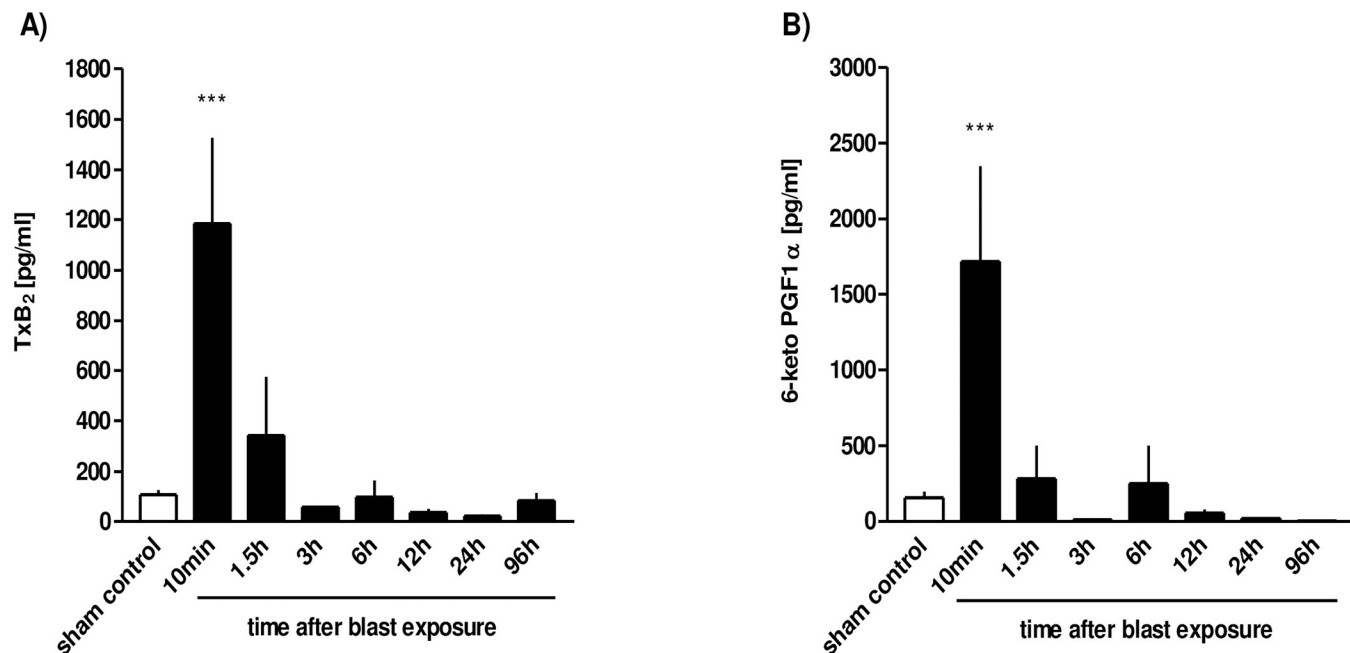 A)
TxB2 [pg/ml]
1800
1600
1400
1200
1000
800
600
400
200
0
***
sham control
10min
1.5h
3h
6h
12h
24h
96h
time after blast exposure
B)
6-keto PGF1 α [pg/ml]
3000
2500
2000
1500
1000
500
0
***
sham control
10min
1.5h
3h
6h
12h
24h
96h
time after blast exposure